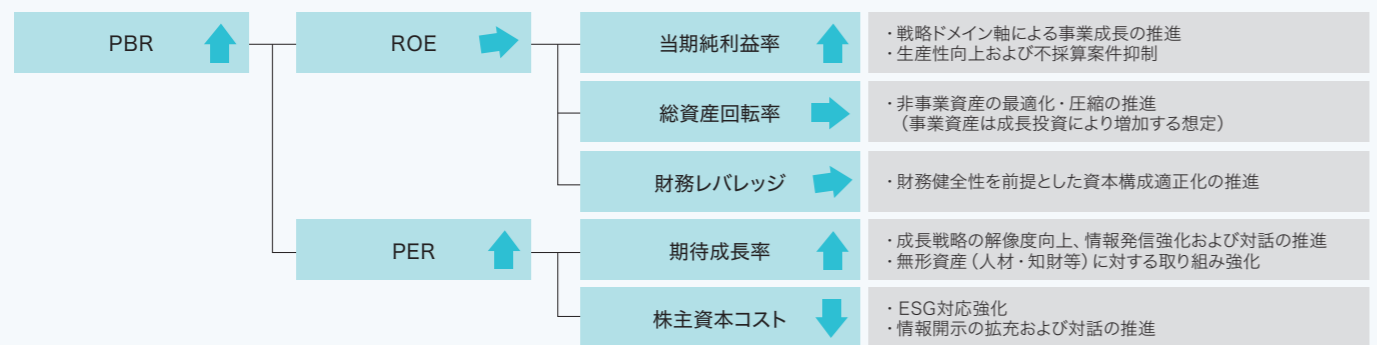 PBR
ROE
当期純利益率
・戦略ドメイン軸による事業成長の推進
・生産性向上および不採算案件抑制
総資産回転率
・非事業資産の最適化・圧縮の推進
（事業資産は成長投資により増加する想定）
財務レバレッジ
・財務健全性を前提とした資本構成適正化の推進
PER
期待成長率
・成長戦略の解像度向上、情報発信強化および対話の推進
・無形資産（人材・知財等）に対する取り組み強化
株主資本コスト
・ESG対応強化
・情報開示の拡充および対話の推進